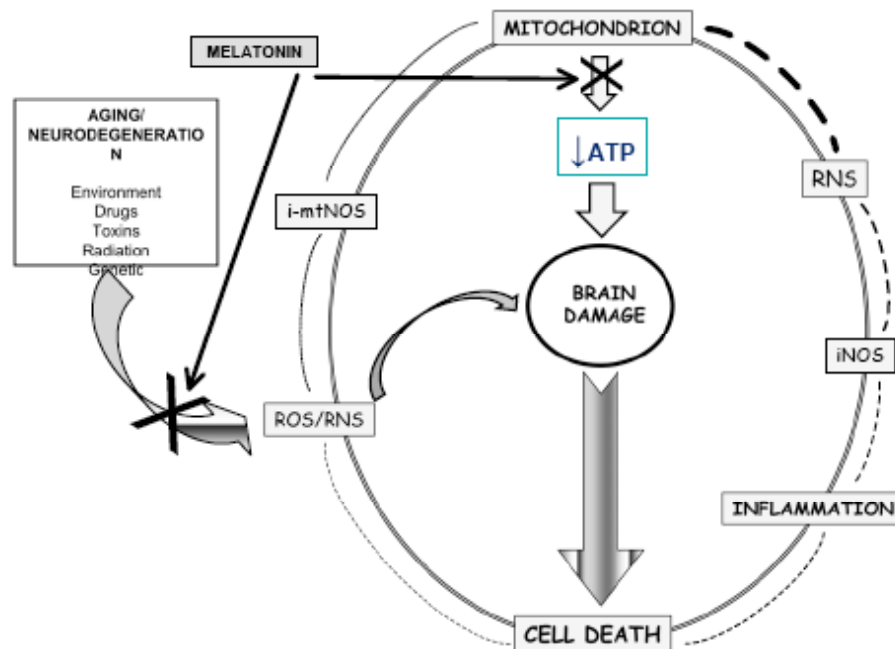 MITOCHONDRION
MELATONIN
AGING/
NEURODEGENERATIO
N
Environment
Drugs
Toxins
Radiation
Genetic
↓ATP
RNS
i-mtNOS
BRAIN
DAMAGE
iNOS
ROS/RNS
INFLAMMATION
CELL DEATH